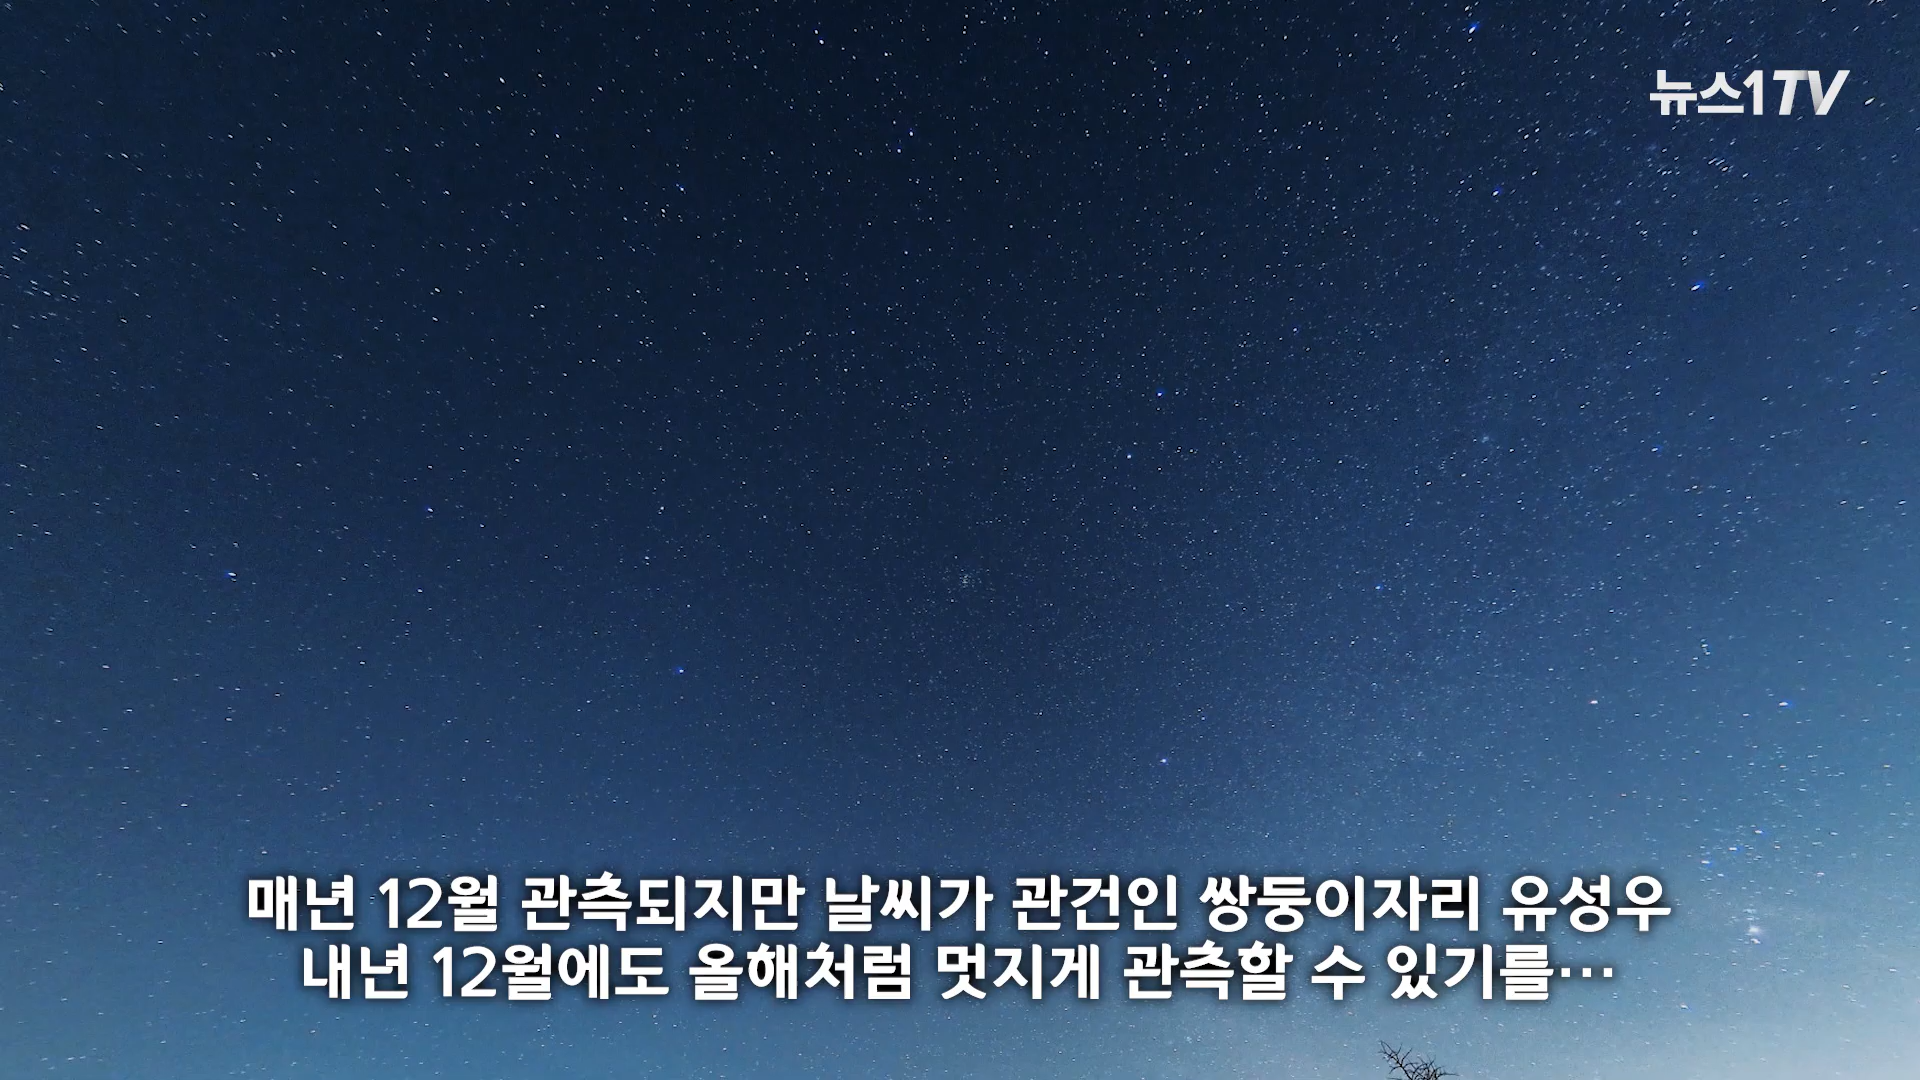 뉴스1TV
매년 12월 관측되지만 날씨가 관건인 쌍둥이자리 유성우
내년 12월에도 올해처럼 멋지게 관측할 수 있기를…